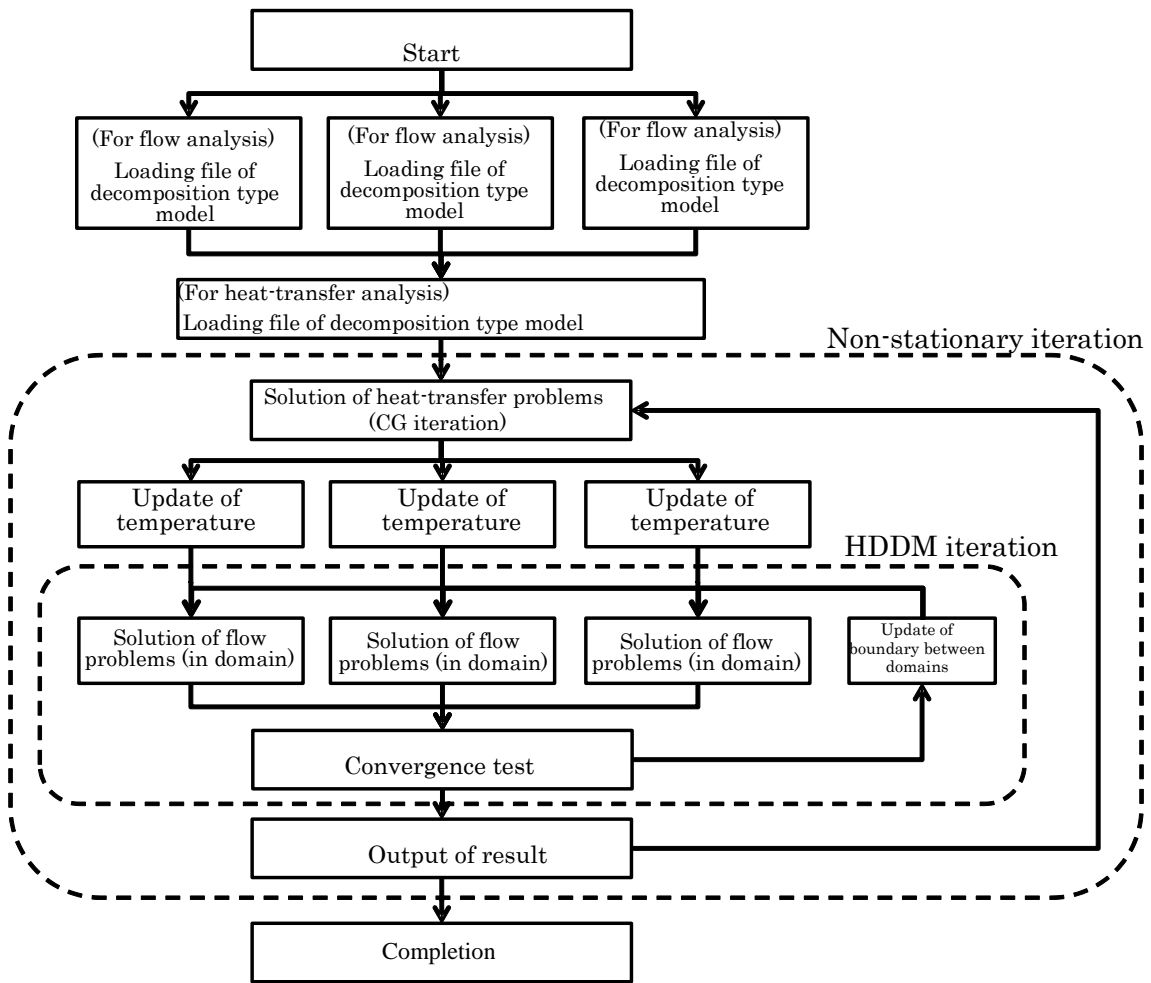 Start
(For flow analysis)
Loading file of
decomposition type
model
(For flow analysis)
Loading file of
decomposition type
model
(For flow analysis)
Loading file of
decomposition type
model
(For heat-transfer analysis)
Loading file of decomposition type model
Non-stationary iteration
Solution of heat-transfer problems
(CG iteration)
Update of
temperature
Update of
temperature
Update of
temperature
HDDM iteration
Solution of flow
problems (in domain)
Solution of flow
problems (in domain)
Solution of flow
problems (in domain)
Update of
boundary between
domains
Convergence test
Output of result
Completion